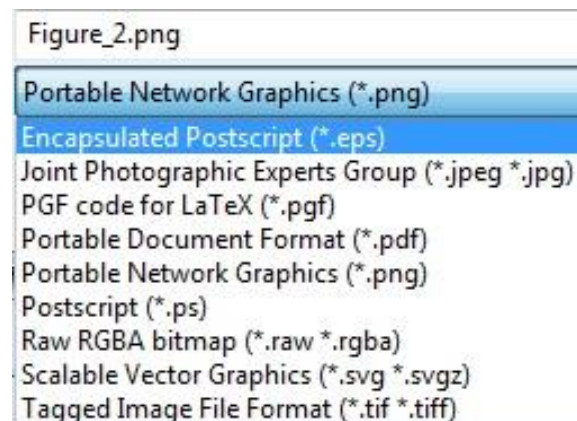 Figure_2.png
Portable Network Graphics (*.png)
Encapsulated Postscript (*.eps)
Joint Photographic Experts Group (*.jpeg *.jpg)
PGF code for LaTeX (*.pgf)
Portable Document Format (*.pdf)
Portable Network Graphics (*.png)
Postscript (*.ps)
Raw RGBA bitmap (*.raw *.rgba)
Scalable Vector Graphics (*.svg *.svgz)
Tagged Image File Format (*.tif *.tiff)